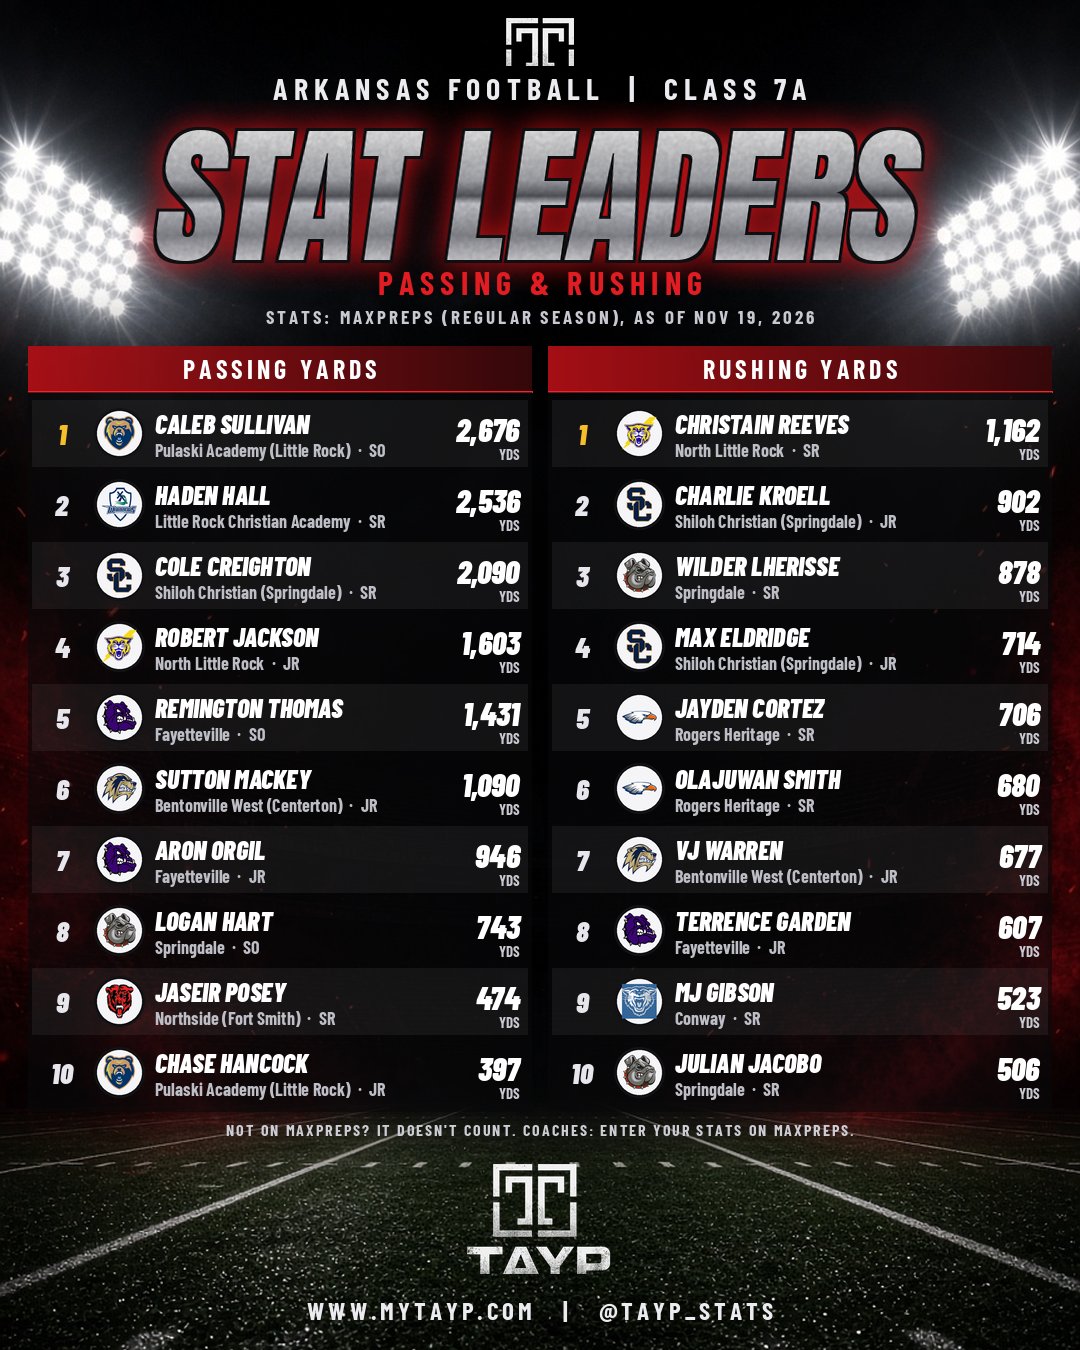 ARKANSAS FOOTBALL | CLASS 7A
STAT LEADERS
PASSING & RUSHING
STATS: MAXPREPS (REGULAR SEASON), AS OF NOV 19, 2026
PASSING YARDS
1 CALEB SULLIVAN 2,676
Pulaski Academy (Little Rock) · SO YDS
2 HADEN HALL 2,536
Little Rock Christian Academy · SR YDS
3 COLE CREIGHTON 2,090
Shiloh Christian (Springdale) · SR YDS
4 ROBERT JACKSON 1,603
North Little Rock · JR YDS
5 REMINGTON THOMAS 1,431
Fayetteville · SO YDS
6 SUTTON MACKEY 1,090
Bentonville West (Centerton) · JR YDS
7 ARON ORGIL 946
Fayetteville · JR YDS
8 LOGAN HART 743
Springdale · SO YDS
9 JASEIR POSEY 474
Northside (Fort Smith) · SR YDS
10 CHASE HANCOCK 397
Pulaski Academy (Little Rock) · JR YDS
RUSHING YARDS
1 CHRISTAIN REEVES 1,162
North Little Rock · SR YDS
2 CHARLIE KROELL 902
Shiloh Christian (Springdale) · JR YDS
3 WILDER LHERISSE 878
Springdale · SR YDS
4 MAX ELDRIDGE 714
Shiloh Christian (Springdale) · JR YDS
5 JAYDEN CORTEZ 706
Rogers Heritage · SR YDS
6 OLAJUWAN SMITH 680
Rogers Heritage · SR YDS
7 VJ WARREN 677
Bentonville West (Centerton) · JR YDS
8 TERRENCE GARDEN 607
Fayetteville · JR YDS
9 MJ GIBSON 523
Conway · SR YDS
10 JULIAN JACOBO 506
Springdale · SR YDS
NOT ON MAXPREPS? IT DOESN'T COUNT. COACHES: ENTER YOUR STATS ON MAXPREPS.
TAYP
WWW.MYTAYP.COM | @TAYP_STATS